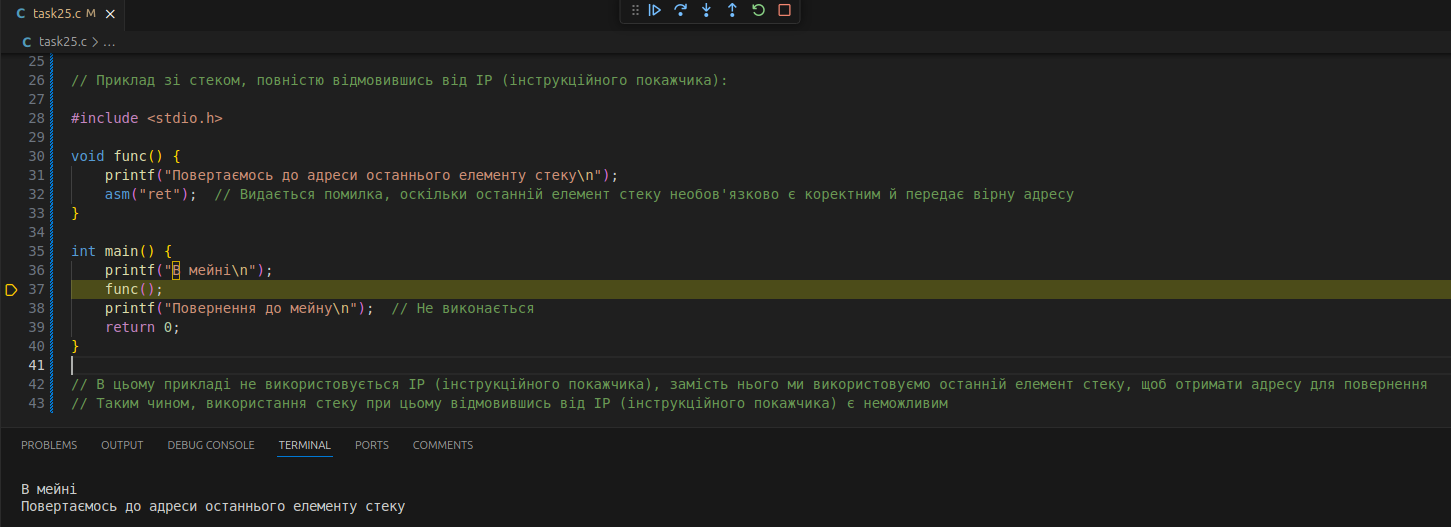 C task25.c M ×
C task25.c > ...
25
26 // Приклад зі стеком, повністю відмовившись від IP (інструкційного покажчика):
27
28 #include <stdio.h>
29
30 void func() {
31 printf("Повертаємось до адреси останнього елементу стеку\n");
32 asm("ret"); // Видається помилка, оскільки останній елемент стеку необов'язково є коректним й передає вірну адресу
33 }
34
35 int main() {
36 printf("В мейні\n");
37 func();
38 printf("Повернення до мейну\n"); // Не виконається
39 return 0;
40 }
41
42 // В цьому прикладі не використовується IP (інструкційного покажчика), замість нього ми використовуємо останній елемент стеку, щоб отримати адресу для повернення
43 // Таким чином, використання стеку при цьому відмовившись від IP (інструкційного покажчика) є неможливим
PROBLEMS OUTPUT DEBUG CONSOLE TERMINAL PORTS COMMENTS
В мейні
Повертаємось до адреси останнього елементу стеку